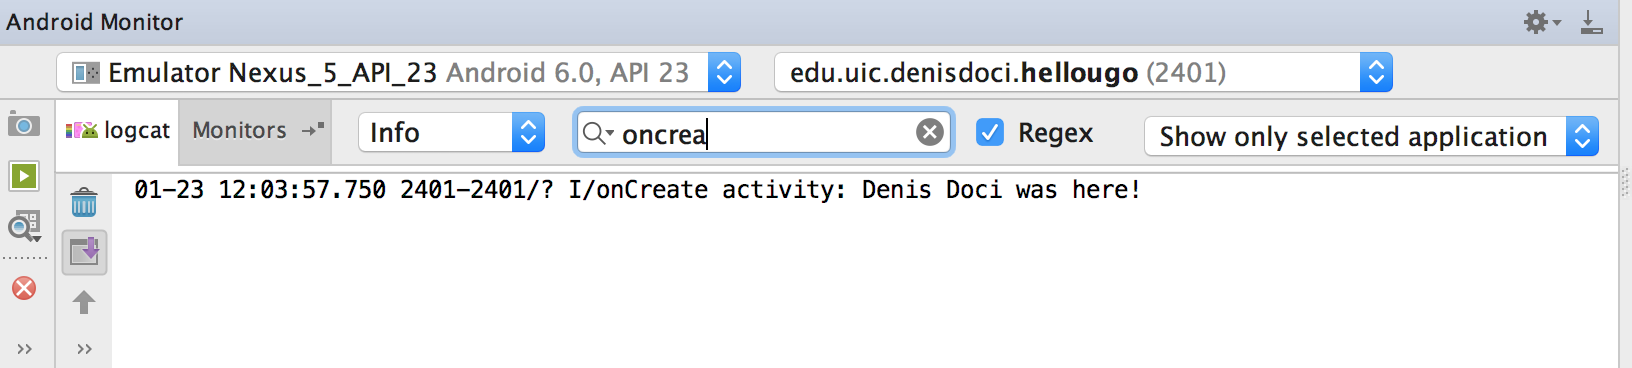 Android Monitor
Emulator Nexus_5_API_23 Android 6.0, API 23 edu.uic.denisdoci.hellougo (2401)
logcat Monitors Info oncrea Regex Show only selected application
01-23 12:03:57.750 2401-2401/? I/onCreate activity: Denis Doci was here!